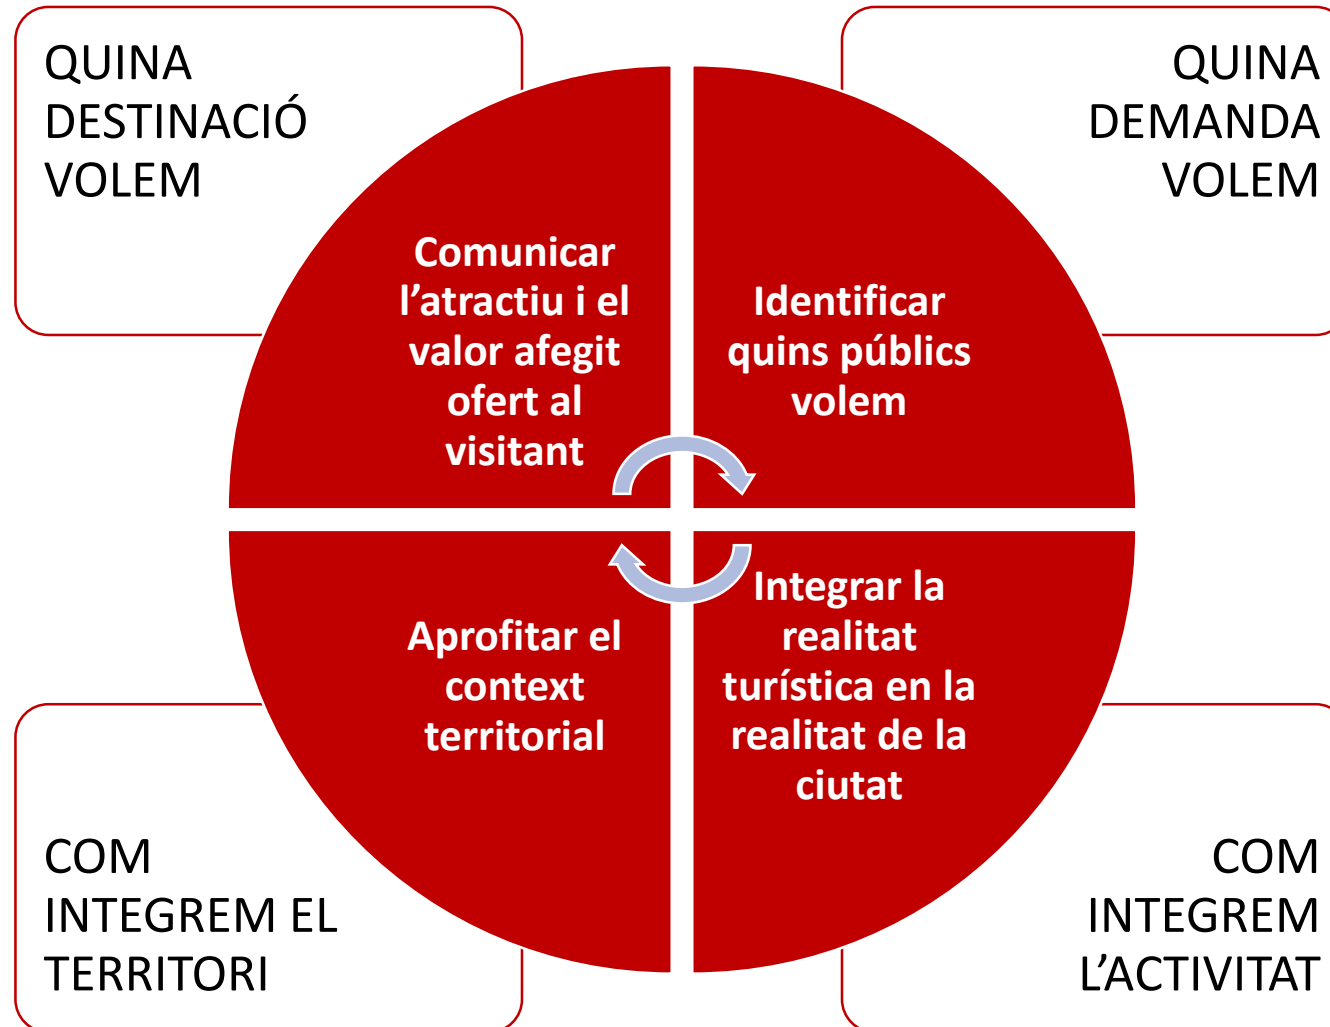 QUINA
DESTINACIÓ
VOLEM
QUINA
DEMANDA
VOLEM
Comunicar
l’atractiu i el
valor afegit
ofert al
visitant
Identificar
quins públics
volem
Aprofitar el
context
territorial
Integrar la
realitat
turística en la
realitat de la
ciutat
COM
INTEGREM EL
TERRITORI
COM
INTEGREM
L’ACTIVITAT